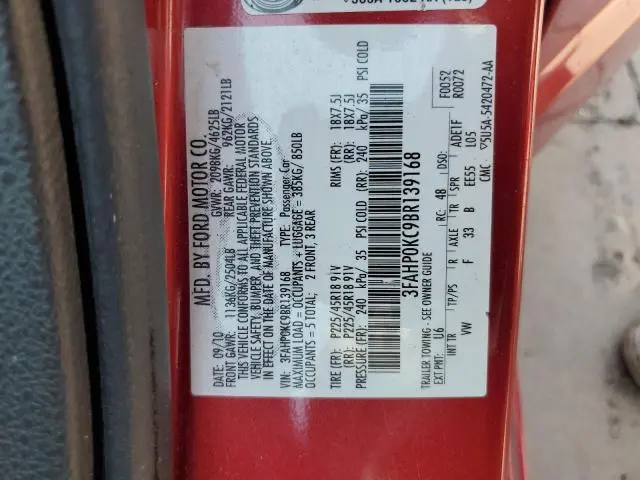 MFD. BY FORD MOTOR CO.
DATE: 09/10 GVWR: 2098KG/4625LB
FRONT GAWR: 1136KG/2504LB REAR GAWR: 962KG/2121LB
THIS VEHICLE CONFORMS TO ALL APPLICABLE FEDERAL MOTOR
VEHICLE SAFETY, BUMPER, AND THEFT PREVENTION STANDARDS
IN EFFECT ON THE DATE OF MANUFACTURE SHOWN ABOVE.
VIN: 3FAHP0KC9BR139168 TYPE: Passenger Car
MAXIMUM LOAD = OCCUPANTS + LUGGAGE = 385KG/ 850LB
OCCUPANTS = 5 TOTAL: 2 FRONT, 3 REAR
TIRE (FR): P225/45R18 91V RIMS (FR): 18X7.5J
(RR): P225/45R18 91V (RR): 18X7.5J
PRESSURE(FR): 240 kPa/ 35 PSI COLD (RR): 240 kPa/ 35 PSI COLD
3FAHP0KC9BR139168
TRAILER TOWING - SEE OWNER GUIDE
F0052
R0D72
EXT PNT: U6 RC: 48 DSO:
INT TR TP/PS R AXLE TR SPR ADETF
VW F 33 B EE55 L05
CMC ▽5U5A-5420472-AA